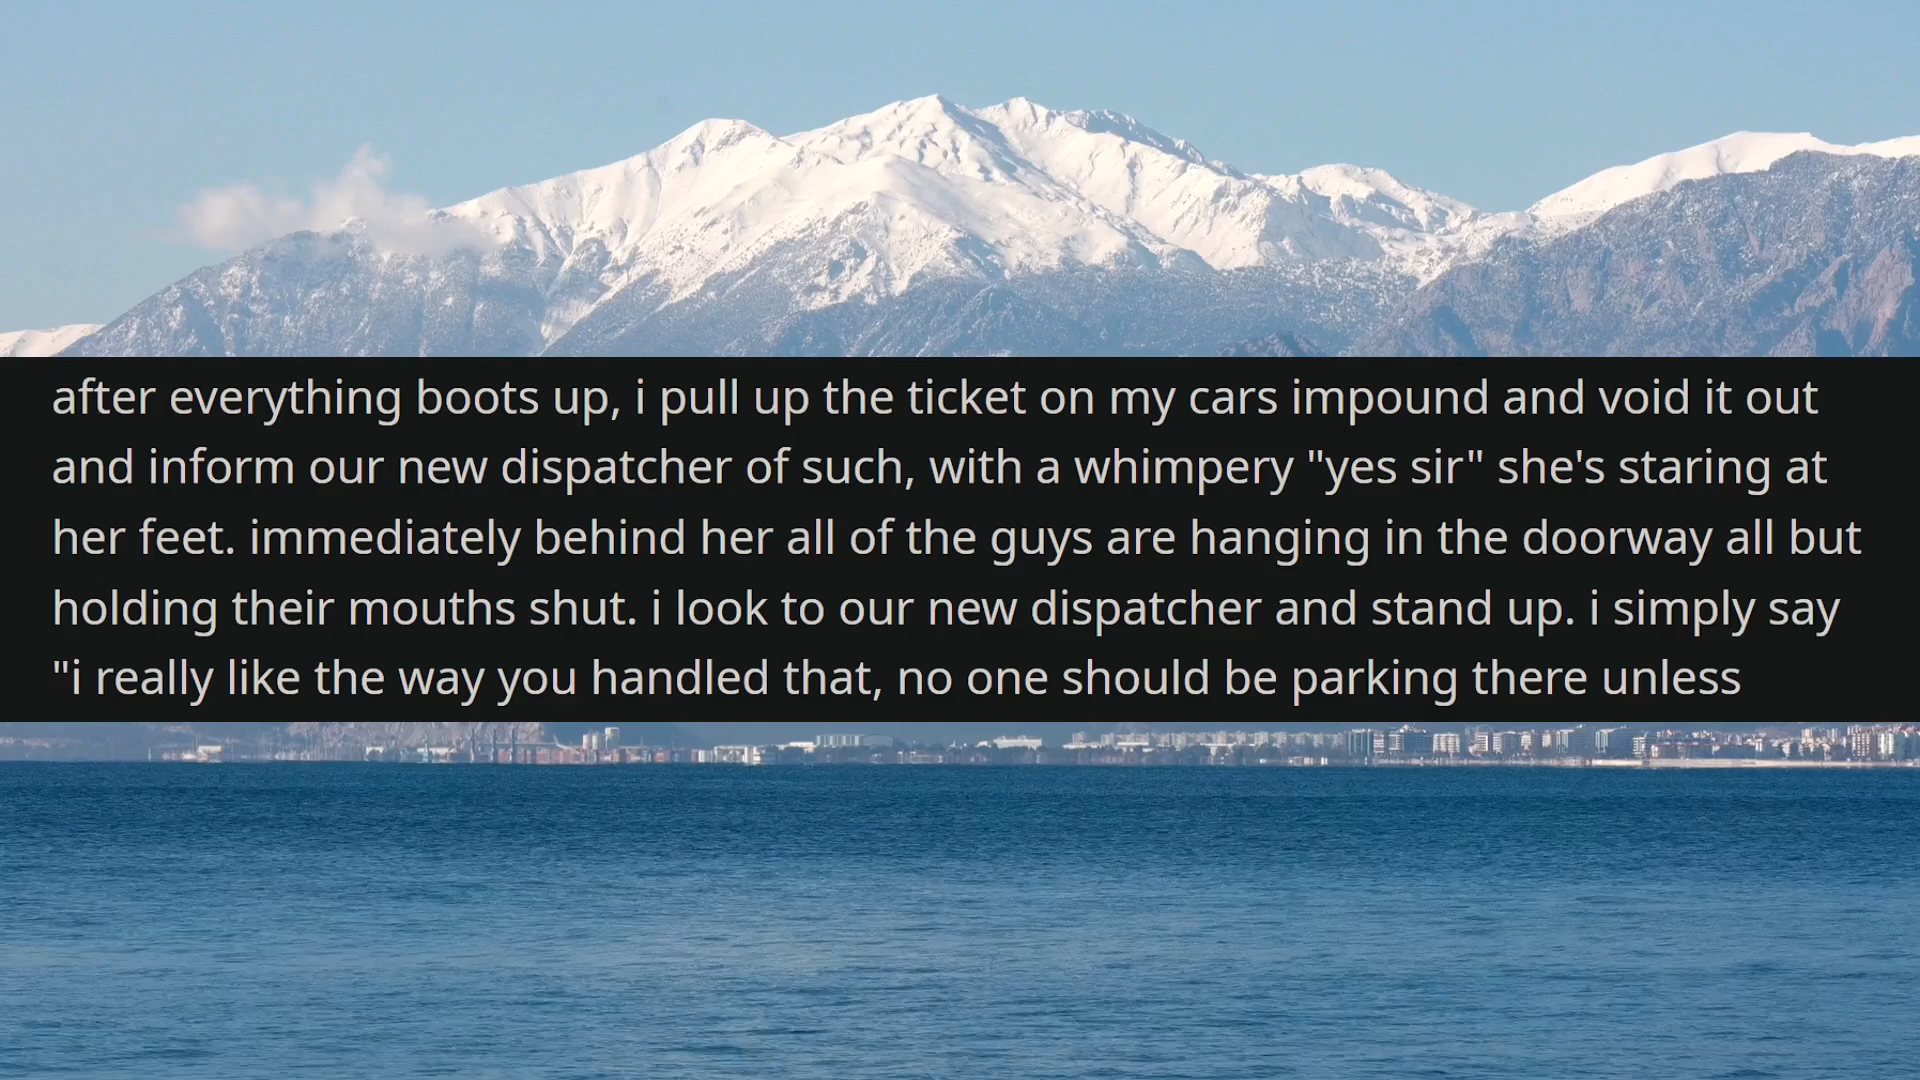 after everything boots up, i pull up the ticket on my cars impound and void it out
and inform our new dispatcher of such, with a whimpery "yes sir" she's staring at
her feet. immediately behind her all of the guys are hanging in the doorway all but
holding their mouths shut. i look to our new dispatcher and stand up. i simply say
"i really like the way you handled that, no one should be parking there unless